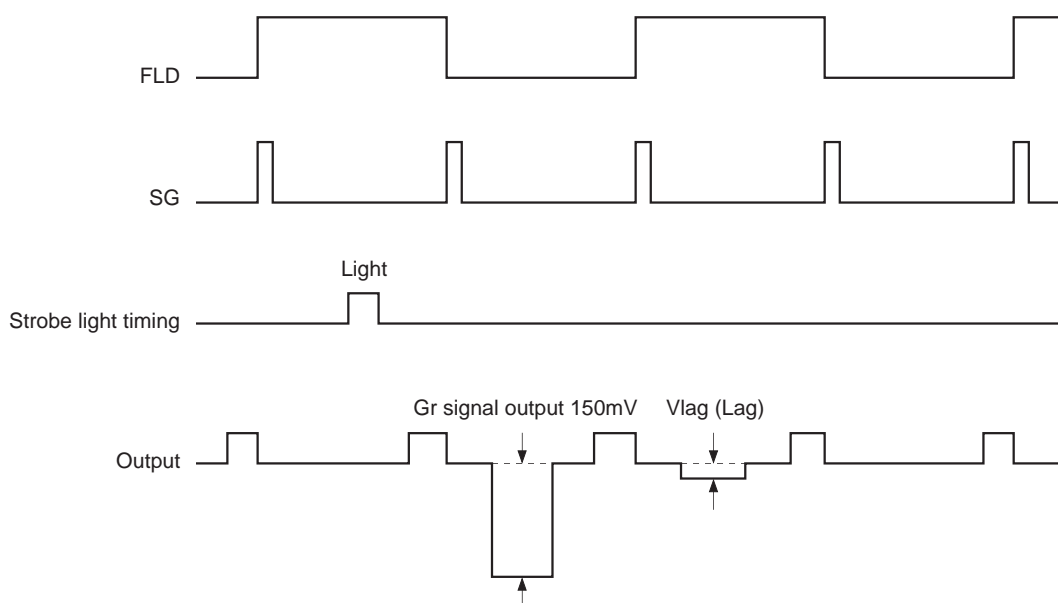 FLD
SG
Light
Strobe light timing
Gr signal output 150mV Vlag (Lag)
Output